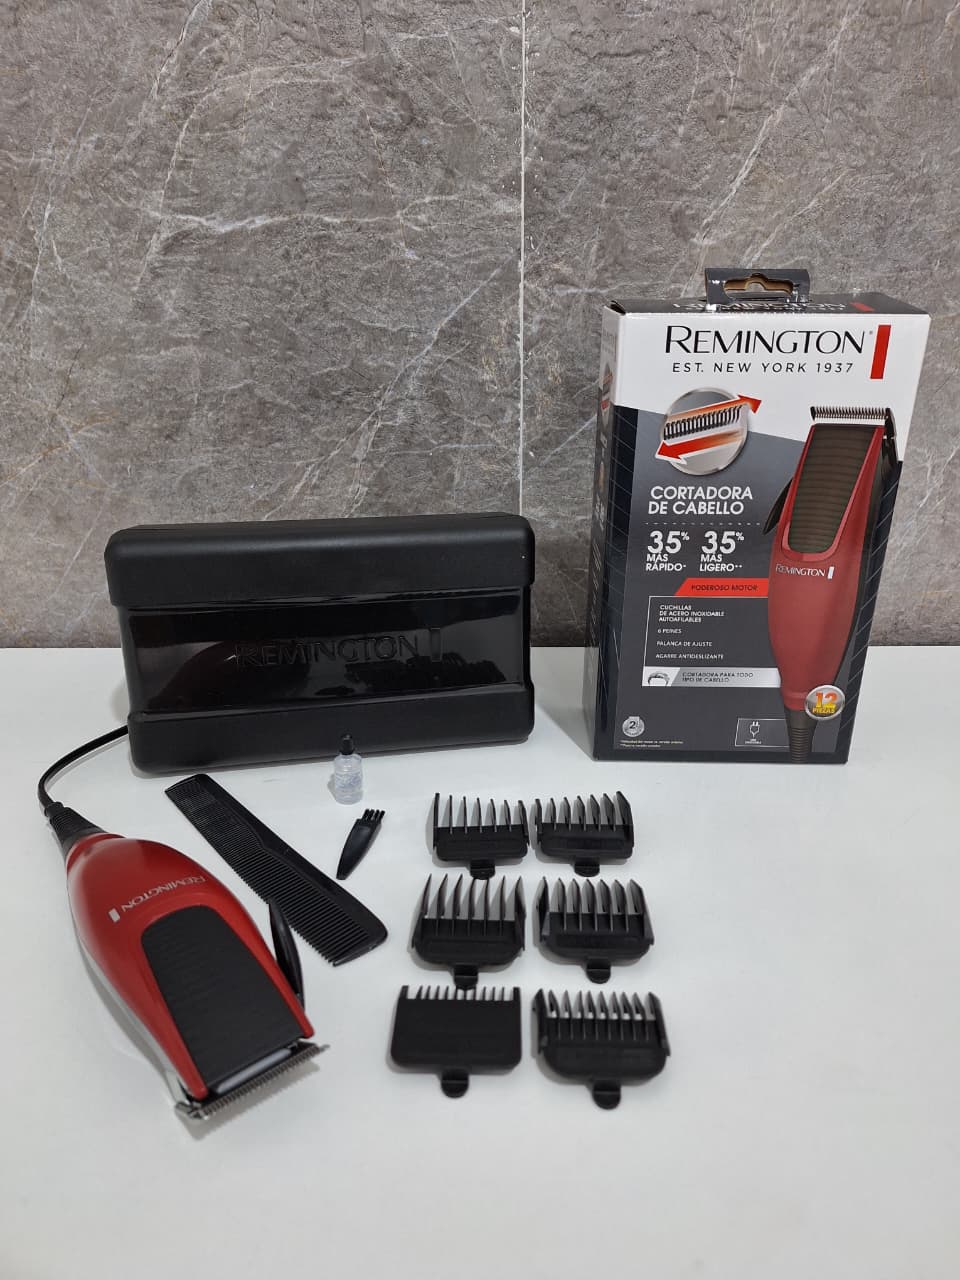 REMINGTON
EST. NEW YORK 1937
CORTADORA
DE CABELLO
35% MÁS RÁPIDO*
35% MÁS LIGERO**
PODEROSO MOTOR
CUCHILLAS
DE ACERO INOXIDABLE
AUTOAFILABLES
6 PEINES
PALANCA DE AJUSTE
AGARRE ANTIDESLIZANTE
CORTADORA PARA TODO
TIPO DE CABELLO
REMINGTON
12
PIEZAS
2
REMINGTON
REMINGTON